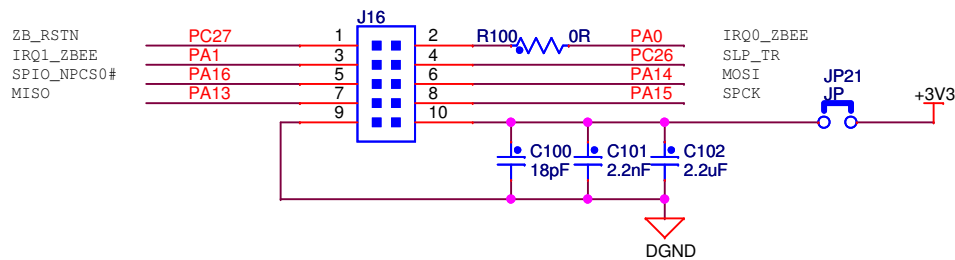 J16
ZB_RSTN PC27 1 2 R100 0R PA0 IRQ0_ZBEE
IRQ1_ZBEE PA1 3 4 PC26 SLP_TR
SPIO_NPCS0# PA16 5 6 PA14 MOSI JP21
MISO PA13 7 8 PA15 SPCK JP +3V3
9 10
C100 C101 C102
18pF 2.2nF 2.2uF
DGND